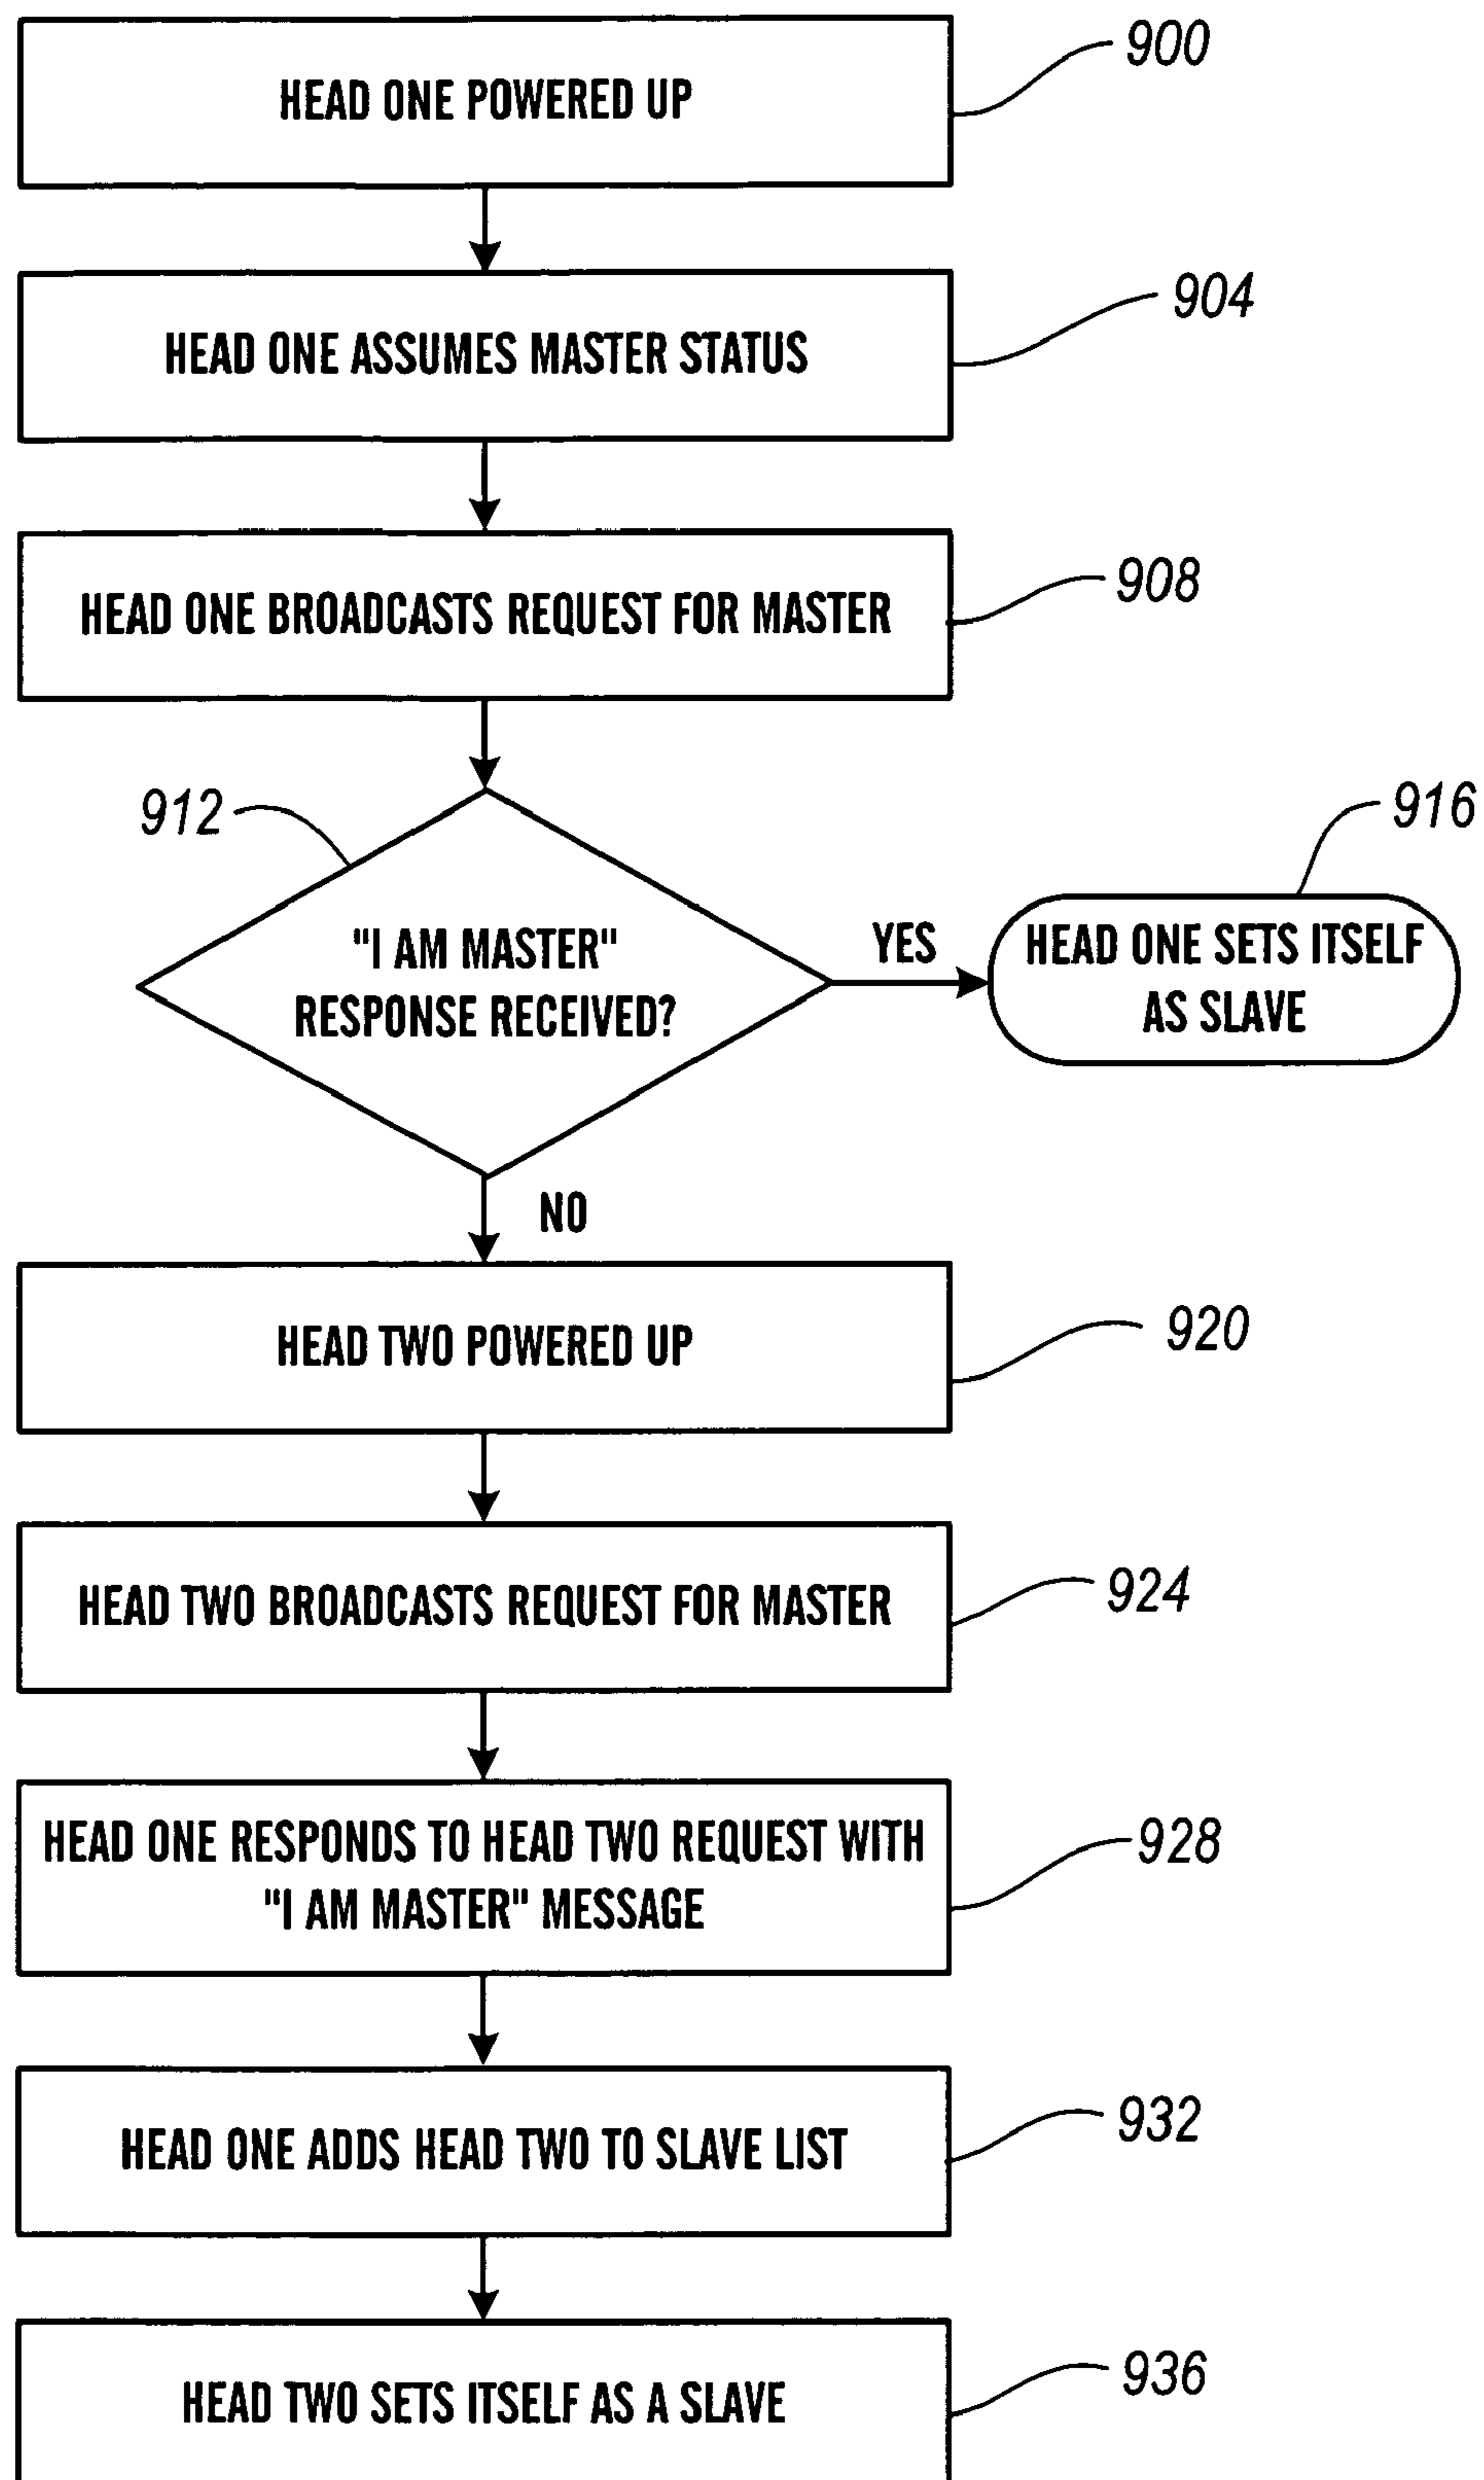 HEAD ONE POWERED UP
900
HEAD ONE ASSUMES MASTER STATUS
904
HEAD ONE BROADCASTS REQUEST FOR MASTER
908
912
"I AM MASTER"
RESPONSE RECEIVED?
YES
916
HEAD ONE SETS ITSELF
AS SLAVE
NO
HEAD TWO POWERED UP
920
HEAD TWO BROADCASTS REQUEST FOR MASTER
924
HEAD ONE RESPONDS TO HEAD TWO REQUEST WITH
"I AM MASTER" MESSAGE
928
HEAD ONE ADDS HEAD TWO TO SLAVE LIST
932
HEAD TWO SETS ITSELF AS A SLAVE
936